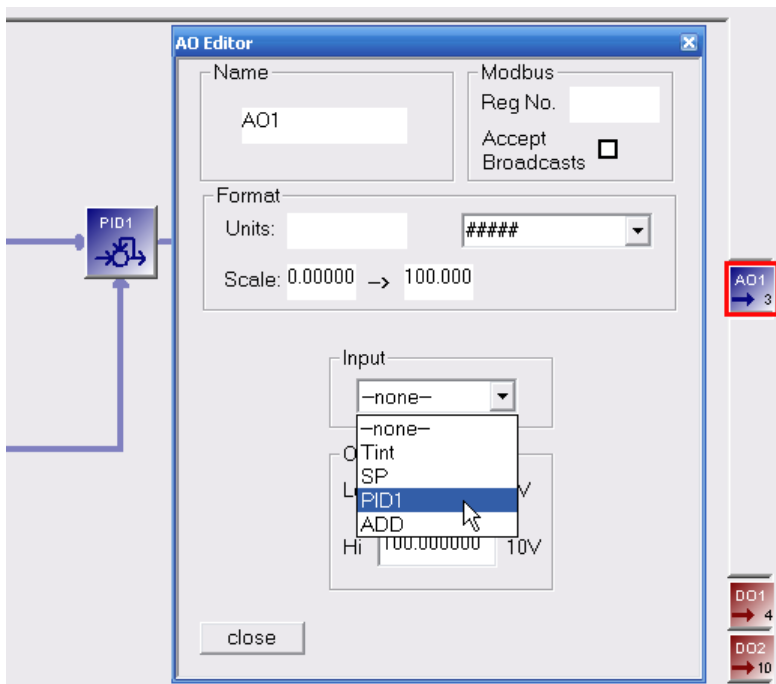 AO Editor
Name
AO1
Modbus
Reg No.
Accept
Broadcasts
PID1
Format
Units:
#####
Scale: 0.00000 –> 100.000
AO1
3
Input
–none–
–none–
Tint
SP
PID1
ADD
Hi 100.000000 10V
close
DO1
4
DO2
10